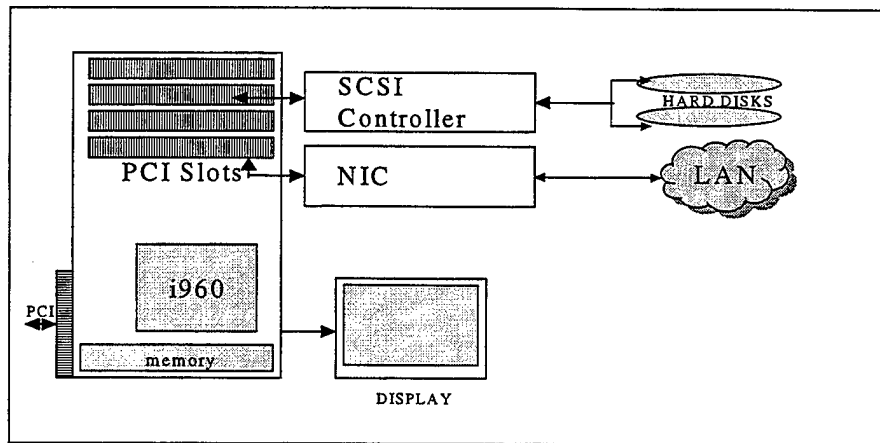 SCSI
Controller
HARD DISKS
PCI Slots
NIC
LAN
i960
PCI
memory
DISPLAY